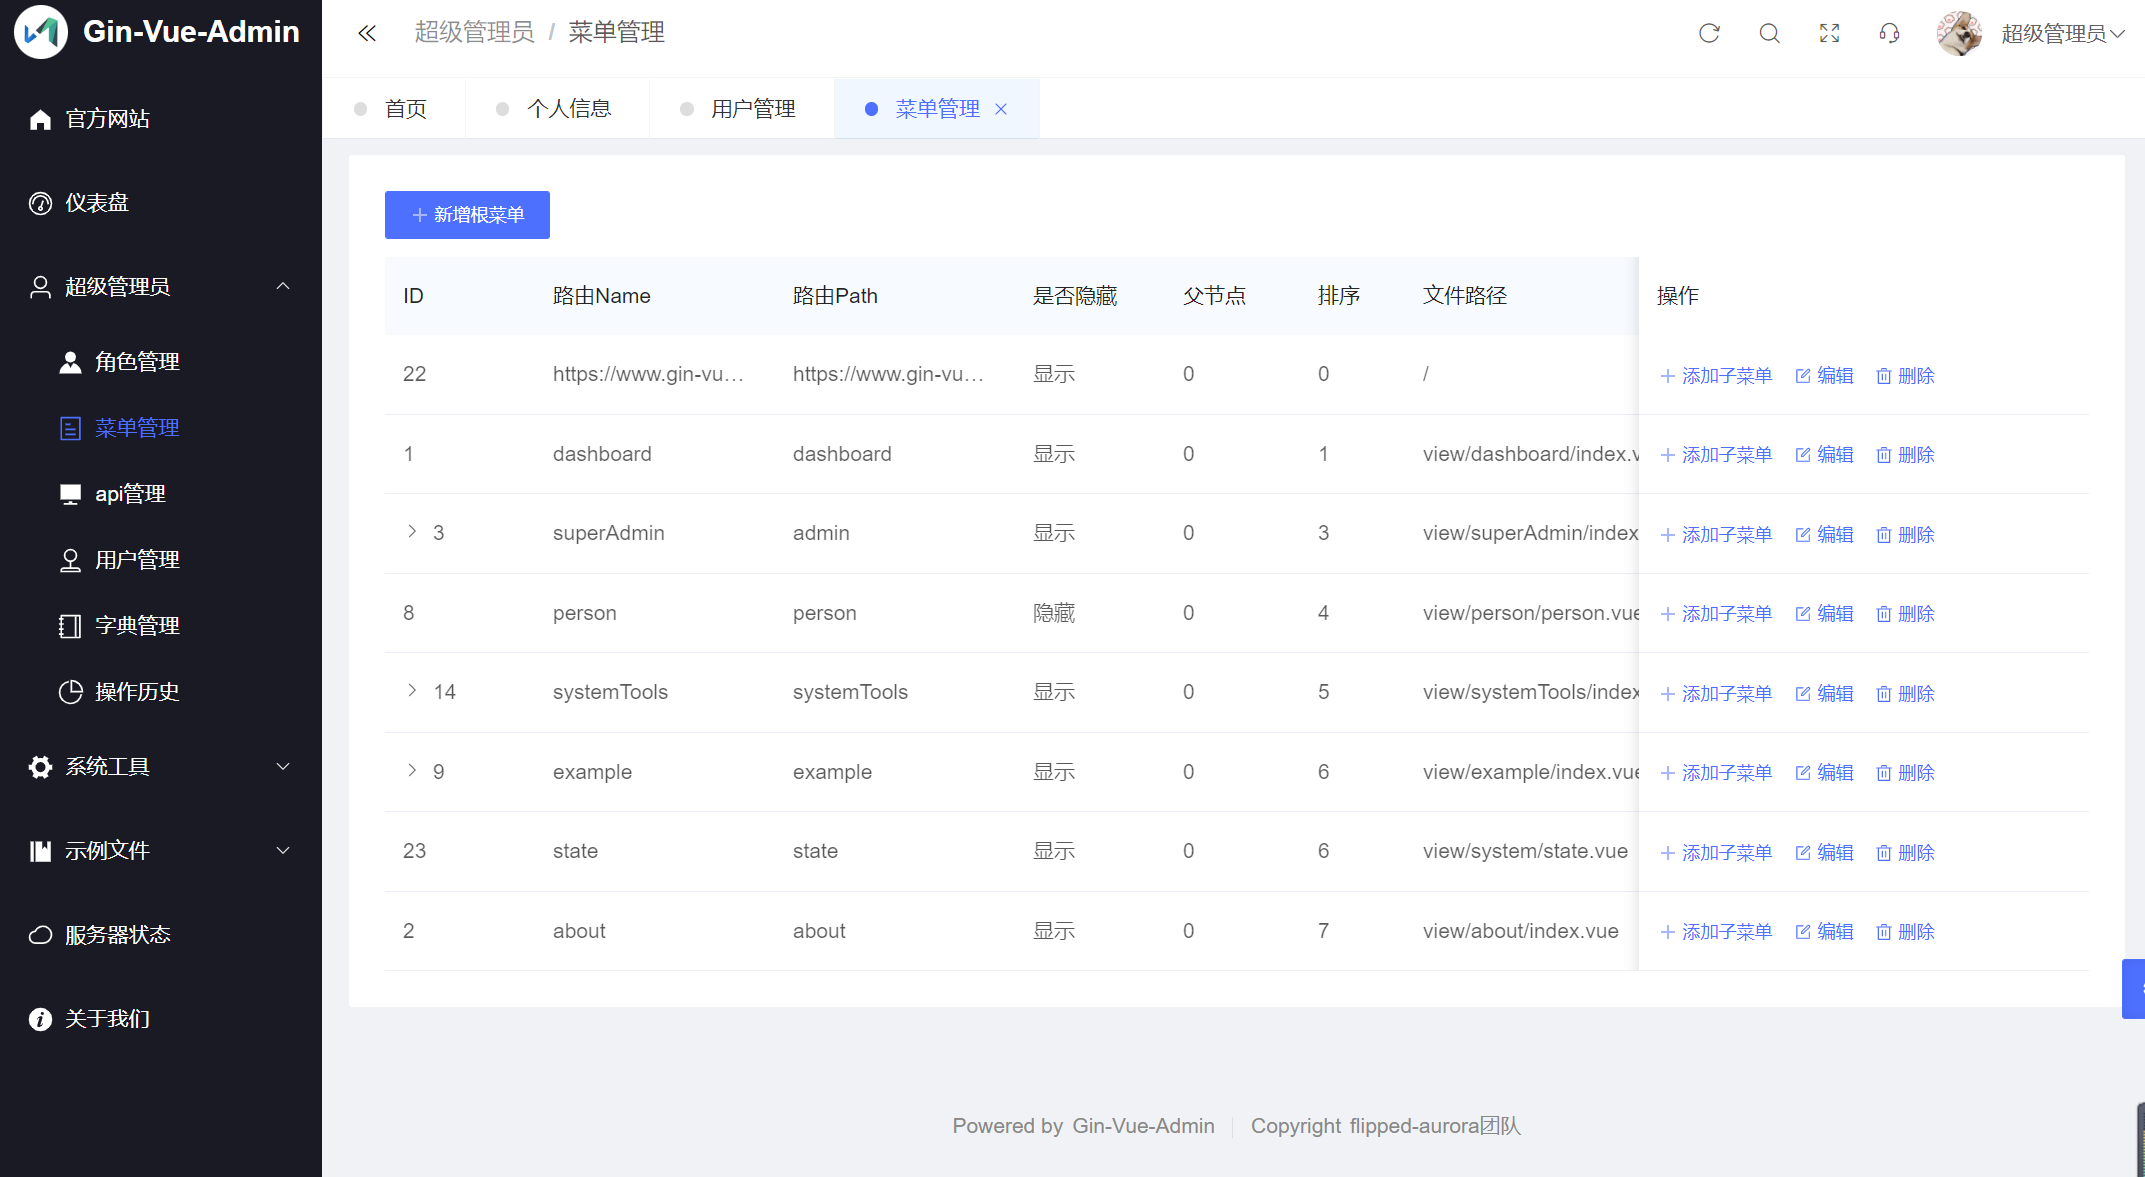 Gin-Vue-Admin
超级管理员 / 菜单管理
超级管理员
首页
个人信息
用户管理
菜单管理
官方网站
仪表盘
超级管理员
角色管理
菜单管理
api管理
用户管理
字典管理
操作历史
系统工具
示例文件
服务器状态
关于我们
新增根菜单
ID 路由Name 路由Path 是否隐藏 父节点 排序 文件路径 操作
22 https://www.gin-vu... https://www.gin-vu... 显示 0 0 / 添加子菜单 编辑 删除
1 dashboard dashboard 显示 0 1 view/dashboard/index.v 添加子菜单 编辑 删除
3 superAdmin admin 显示 0 3 view/superAdmin/index 添加子菜单 编辑 删除
8 person person 隐藏 0 4 view/person/person.vue 添加子菜单 编辑 删除
14 systemTools systemTools 显示 0 5 view/systemTools/index 添加子菜单 编辑 删除
9 example example 显示 0 6 view/example/index.vue 添加子菜单 编辑 删除
23 state state 显示 0 6 view/system/state.vue 添加子菜单 编辑 删除
2 about about 显示 0 7 view/about/index.vue 添加子菜单 编辑 删除
Powered by Gin-Vue-Admin Copyright flipped-aurora团队